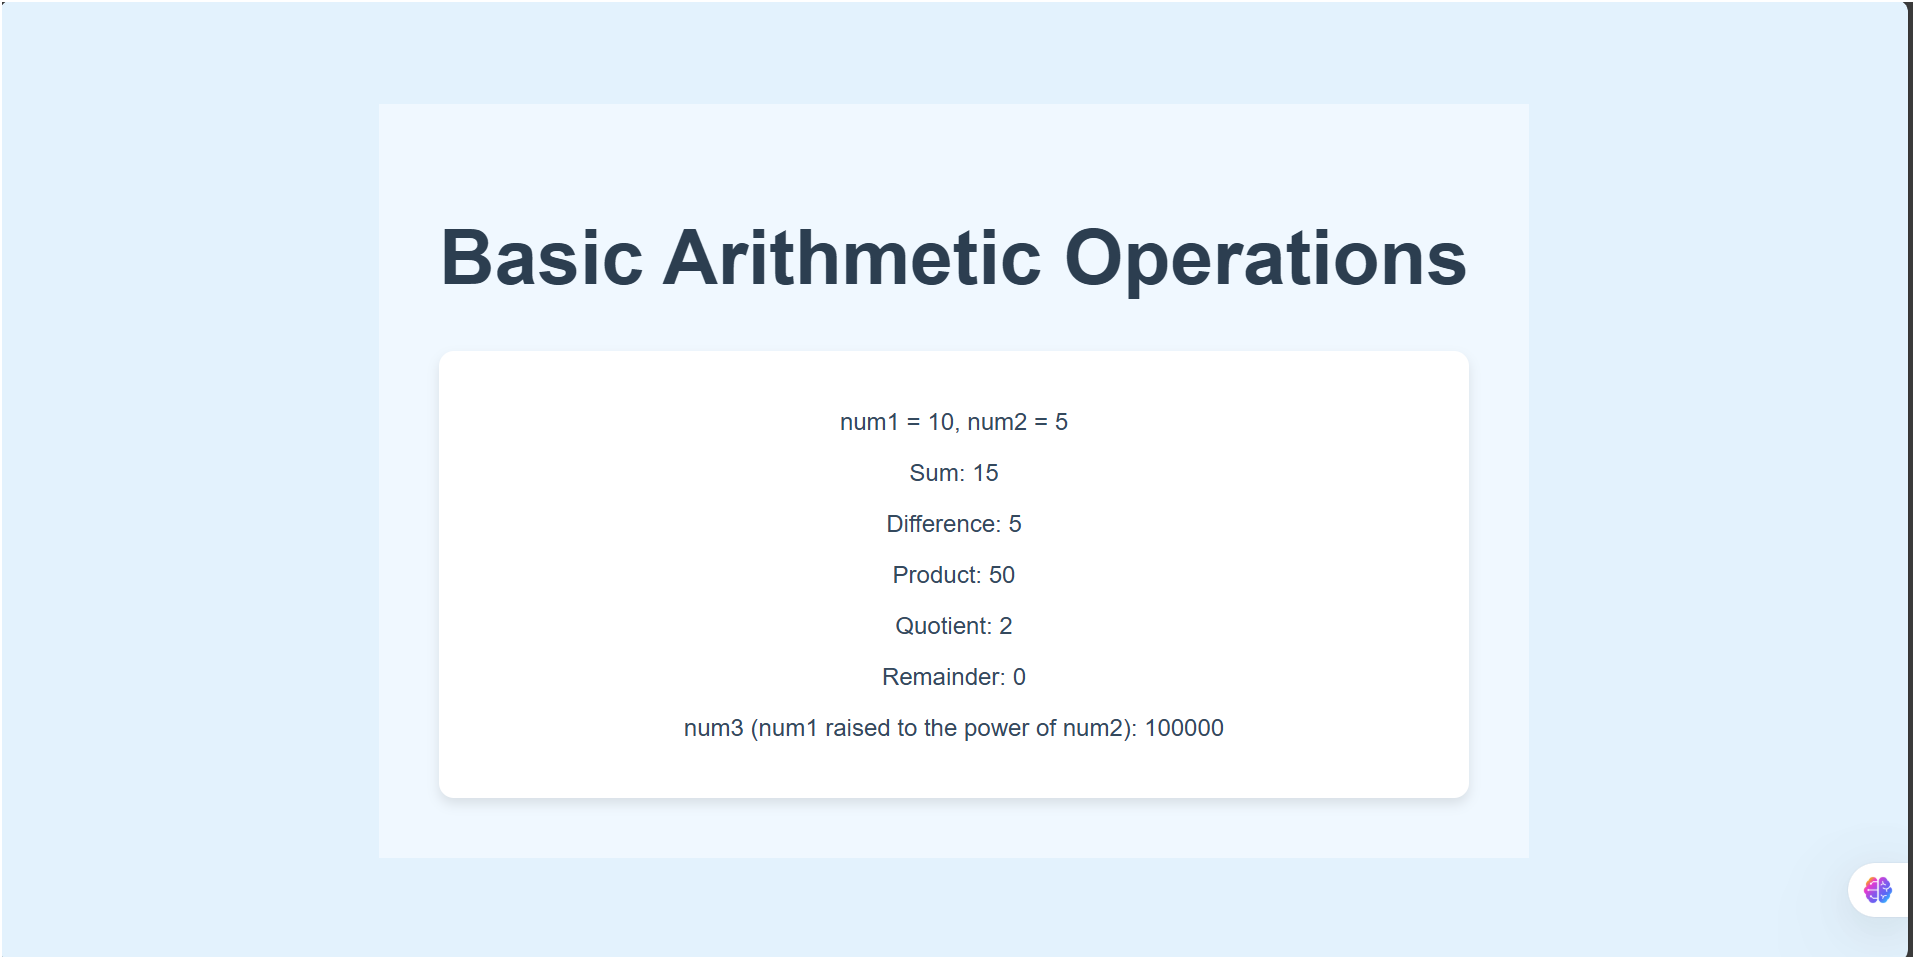 Basic Arithmetic Operations
num1 = 10, num2 = 5
Sum: 15
Difference: 5
Product: 50
Quotient: 2
Remainder: 0
num3 (num1 raised to the power of num2): 100000